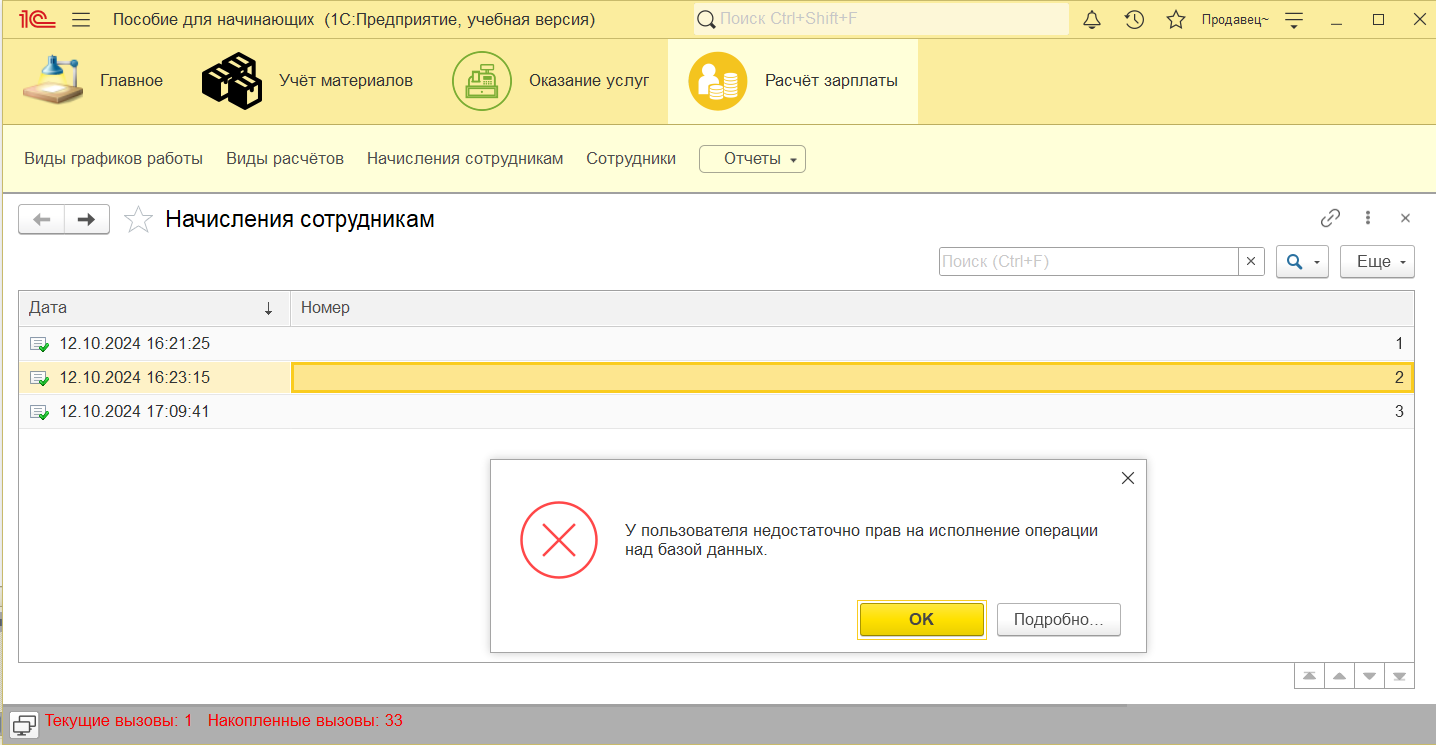 1С Пособие для начинающих (1С:Предприятие, учебная версия) Поиск Ctrl+Shift+F Продавец~
Главное Учёт материалов Оказание услуг Расчёт зарплаты
Виды графиков работы Виды расчётов Начисления сотрудникам Сотрудники Отчеты
Начисления сотрудникам
Поиск (Ctrl+F) Еще
Дата Номер
12.10.2024 16:21:25 1
12.10.2024 16:23:15 2
12.10.2024 17:09:41 3
У пользователя недостаточно прав на исполнение операции
над базой данных.
ОК Подробно...
Текущие вызовы: 1 Накопленные вызовы: 33